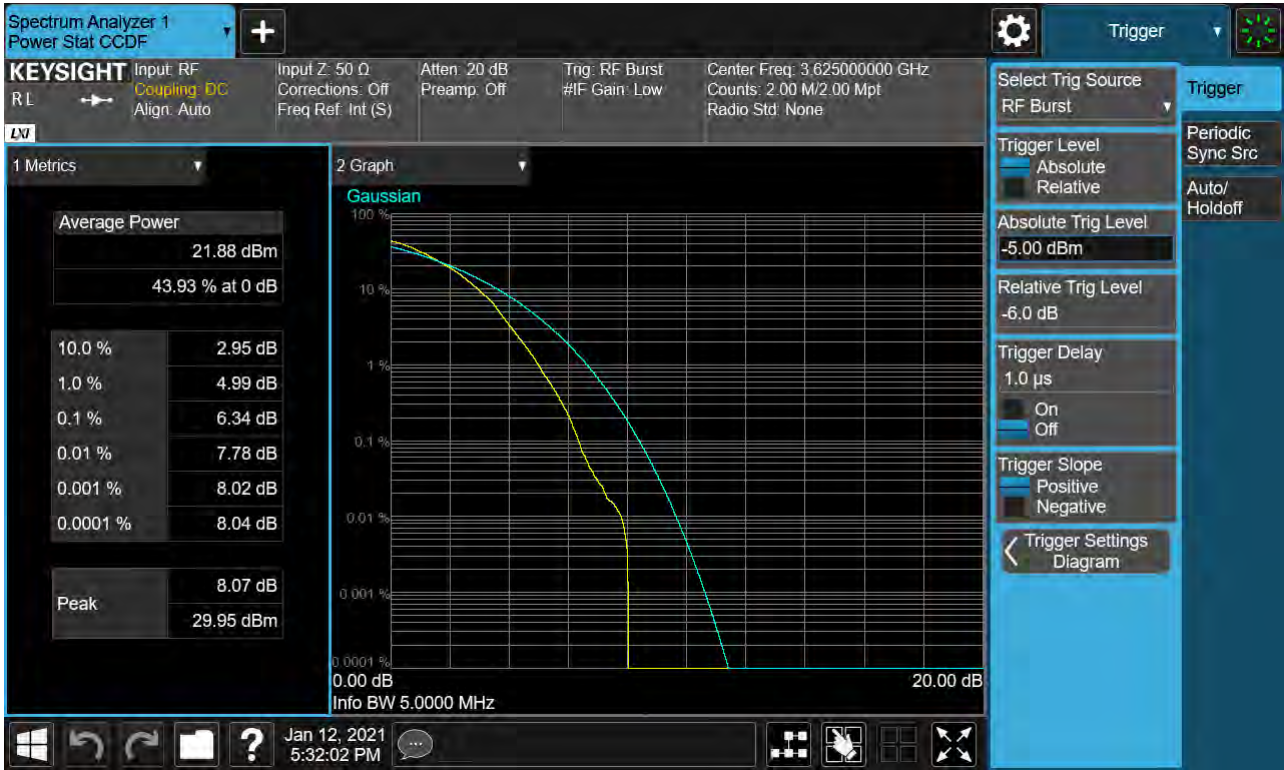 Spectrum Analyzer 1
Power Stat CCDF
+
Trigger
KEYSIGHT
R L
LXI
Input: RF
Coupling: DC
Align: Auto
Input Z: 50 Ω
Corrections: Off
Freq Ref: Int (S)
Atten: 20 dB
Preamp: Off
Trig: RF Burst
#IF Gain: Low
Center Freq: 3.625000000 GHz
Counts: 2.00 M/2.00 Mpt
Radio Std: None
1 Metrics
Average Power
21.88 dBm
43.93 % at 0 dB
10.0 % 2.95 dB
1.0 % 4.99 dB
0.1 % 6.34 dB
0.01 % 7.78 dB
0.001 % 8.02 dB
0.0001 % 8.04 dB
Peak
8.07 dB
29.95 dBm
2 Graph
Gaussian
100 %
10 %
1 %
0.1 %
0.01 %
0.001 %
0.0001 %
0.00 dB
20.00 dB
Info BW 5.0000 MHz
Select Trig Source
RF Burst
Trigger Level
Absolute
Relative
Absolute Trig Level
-5.00 dBm
Relative Trig Level
-6.0 dB
Trigger Delay
1.0 µs
On
Off
Trigger Slope
Positive
Negative
Trigger Settings
Diagram
Trigger
Periodic
Sync Src
Auto/
Holdoff
?
Jan 12, 2021
5:32:02 PM